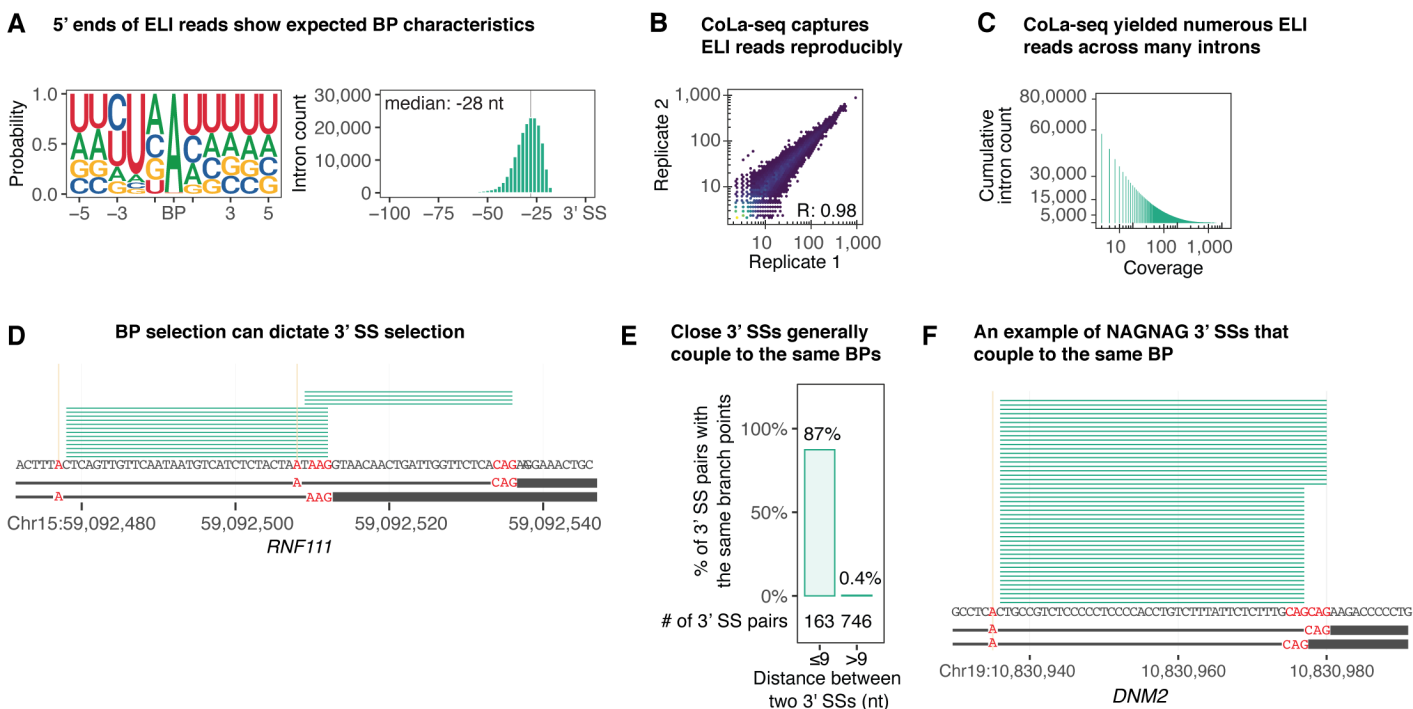 A 5' ends of ELI reads show expected BP characteristics
Probability
1.0
0.5
0.0
−5 −3 BP 3 5
Intron count
30,000
20,000
10,000
0
median: -28 nt
−100 −75 −50 −25 3' SS
B CoLa-seq captures
ELI reads reproducibly
Replicate 2
1,000
100
10
R: 0.98
10 100 1,000
Replicate 1
C CoLa-seq yielded numerous ELI
reads across many introns
Cumulative
intron count
80,0000
60,000
30,000
15,000
5,000
10 100 1,000
Coverage
D BP selection can dictate 3' SS selection
A CAG
A AAG
Chr15:59,092,480 59,092,500 59,092,520 59,092,540
RNF111
E Close 3' SSs generally
couple to the same BPs
% of 3' SS pairs with
the same branch points
100%
50%
0%
87%
0.4%
# of 3' SS pairs 163 746
≤9 >9
Distance between
two 3' SSs (nt)
F An example of NAGNAG 3' SSs that
couple to the same BP
GCCTCACTGCCGTCTCCCCCTCCCCACCTGTCTTTATTCTCTTTGCAGCAGAAGACCCCCTG
A CAG
A CAG
Chr19:10,830,940 10,830,960 10,830,980
DNM2